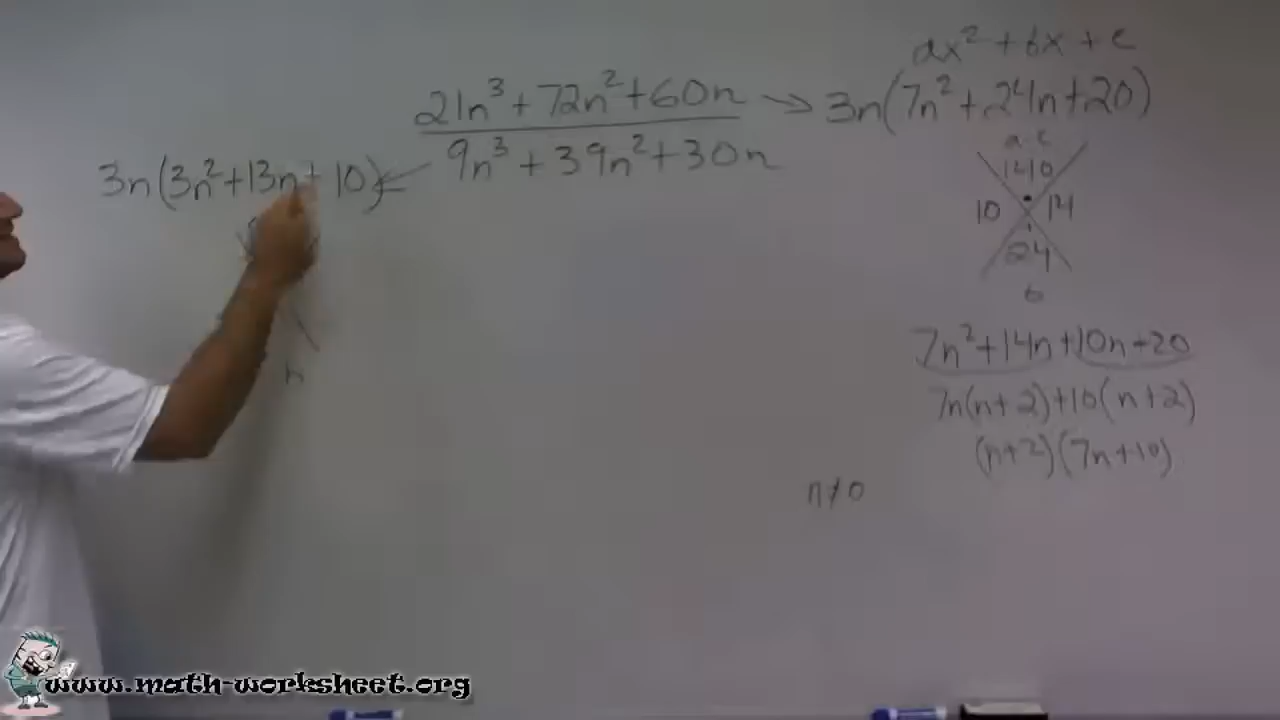 ax² + bx + c
21n³ + 72n² + 60n → 3n(7n² + 24n + 20)
9n³ + 39n² + 30n
3n(3n² + 13n + 10) ←
a c
140
10 14
24
b
7n² + 14n + 10n + 20
7n(n + 2) + 10(n + 2)
(n + 2)(7n + 10)
n ≠ 0
www.math-worksheet.org